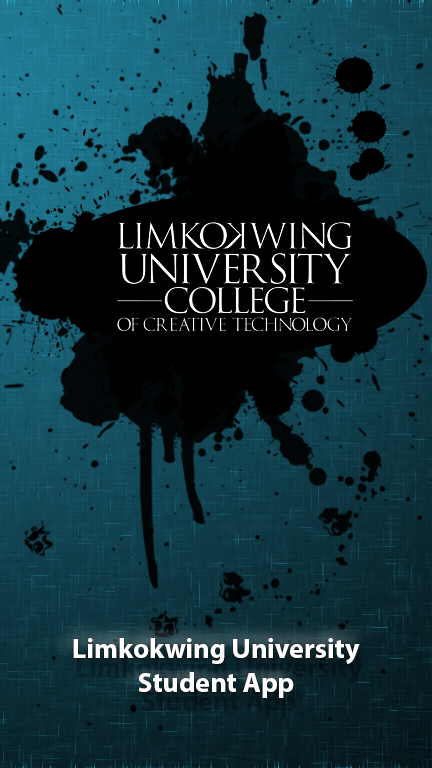 LIMKOKWING
UNIVERSITY
COLLEGE
OF CREATIVE TECHNOLOGY
Limkokwing University
Student App